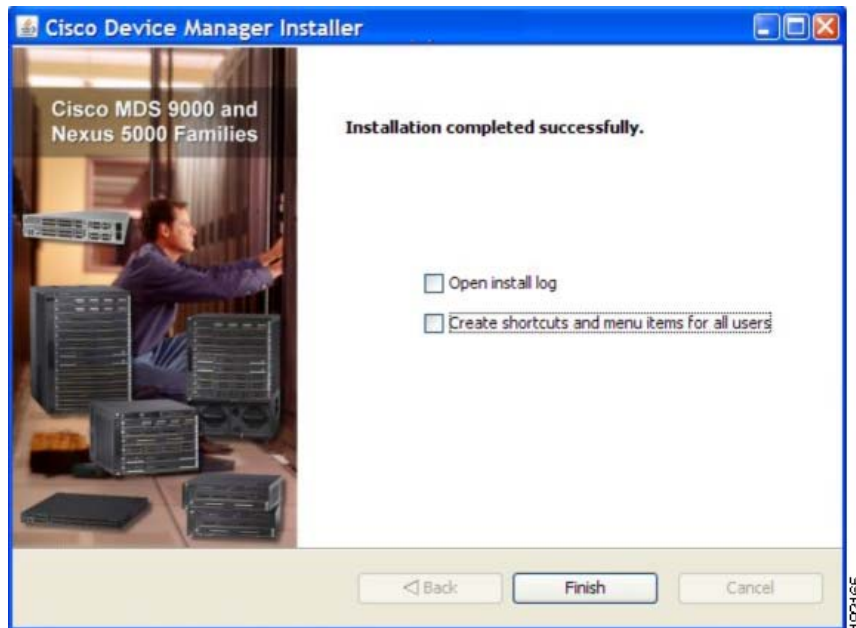 Cisco Device Manager Installer
Cisco MDS 9000 and
Nexus 5000 Families
Installation completed successfully.
Open install log
Create shortcuts and menu items for all users
Back
Finish
Cancel